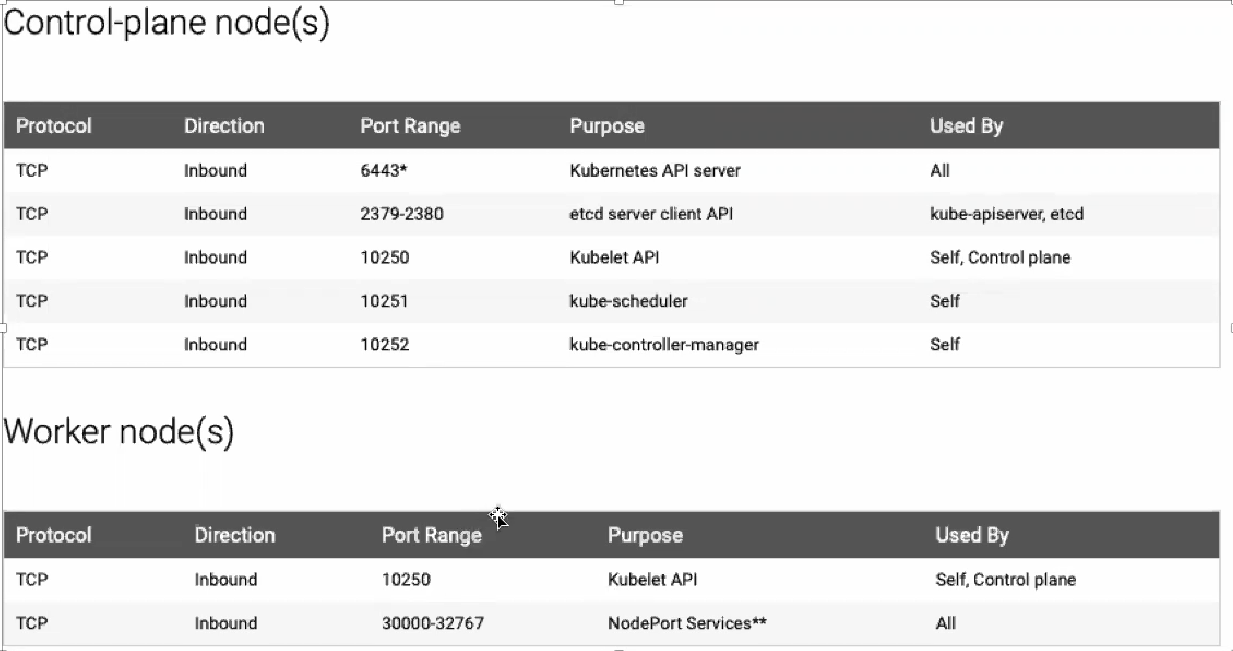 Control-plane node(s)
Protocol Direction Port Range Purpose Used By
TCP Inbound 6443* Kubernetes API server All
TCP Inbound 2379-2380 etcd server client API kube-apiserver, etcd
TCP Inbound 10250 Kubelet API Self, Control plane
TCP Inbound 10251 kube-scheduler Self
TCP Inbound 10252 kube-controller-manager Self
Worker node(s)
Protocol Direction Port Range Purpose Used By
TCP Inbound 10250 Kubelet API Self, Control plane
TCP Inbound 30000-32767 NodePort Services** All